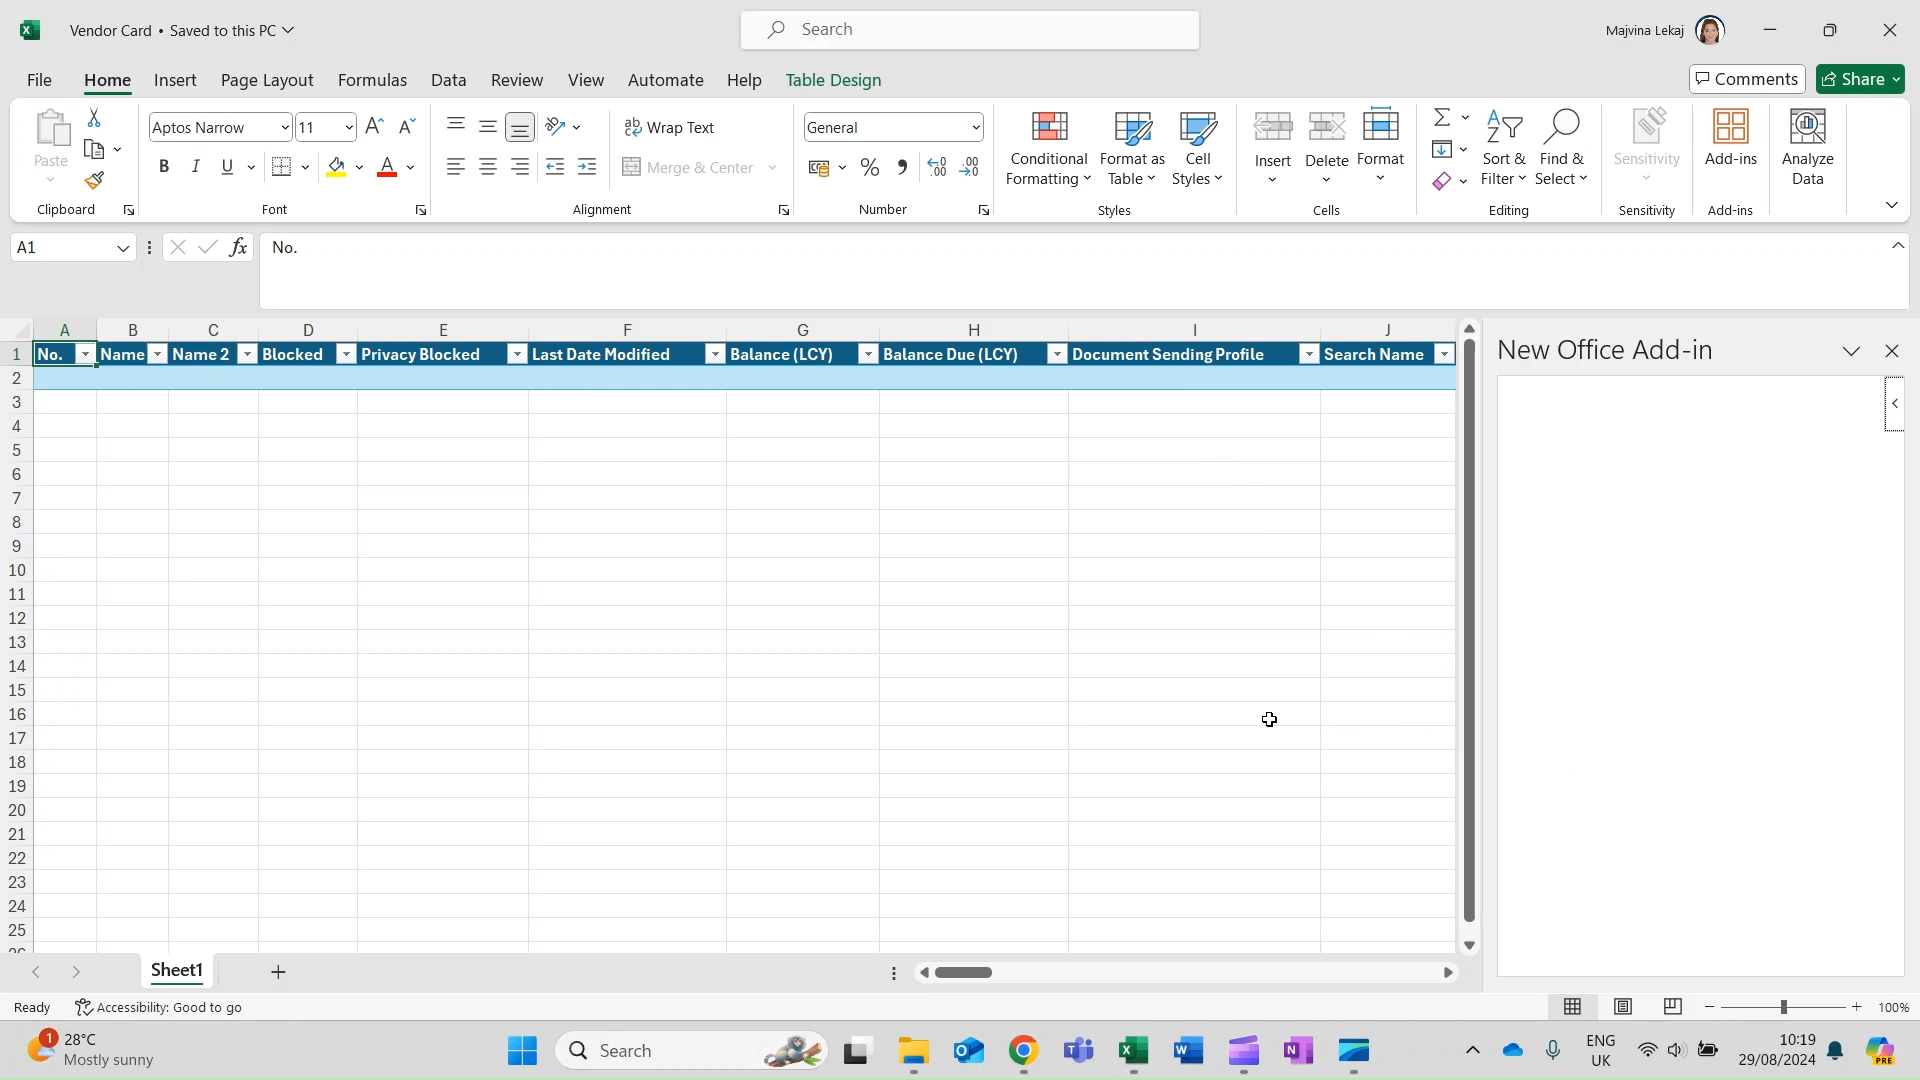 Vendor Card • Saved to this PC
Search
Majvina Lekaj
File Home Insert Page Layout Formulas Data Review View Automate Help Table Design
Comments Share
Paste
Clipboard
Aptos Narrow 11
B I U
Font
Wrap Text
Merge & Center
Alignment
General
Number
Conditional Formatting
Format as Table
Cell Styles
Styles
Insert Delete Format
Cells
Sort & Filter
Find & Select
Editing
Sensitivity
Sensitivity
Add-ins
Add-ins
Analyze Data
A1 fx No.
A B C D E F G H I J
1 No. Name Name 2 Blocked Privacy Blocked Last Date Modified Balance (LCY) Balance Due (LCY) Document Sending Profile Search Name
2
3
4
5
6
7
8
9
10
11
12
13
14
15
16
17
18
19
20
21
22
23
24
25
New Office Add-in
Sheet1
Ready Accessibility: Good to go 100%
1 28°C
Mostly sunny
Search
ENG
UK
10:19
29/08/2024
PRE